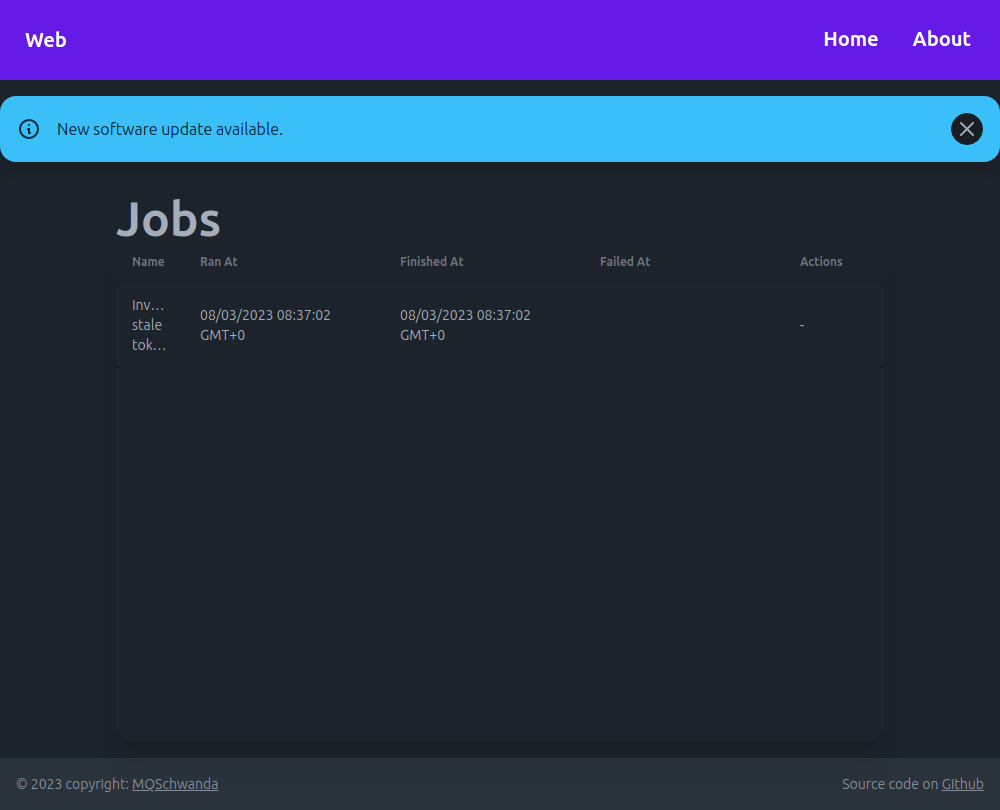 Web Home About
New software update available.
Jobs
Name Ran At Finished At Failed At Actions
Inv…
stale
tok…
08/03/2023 08:37:02
GMT+0
08/03/2023 08:37:02
GMT+0
-
© 2023 copyright: MQSchwanda Source code on Github